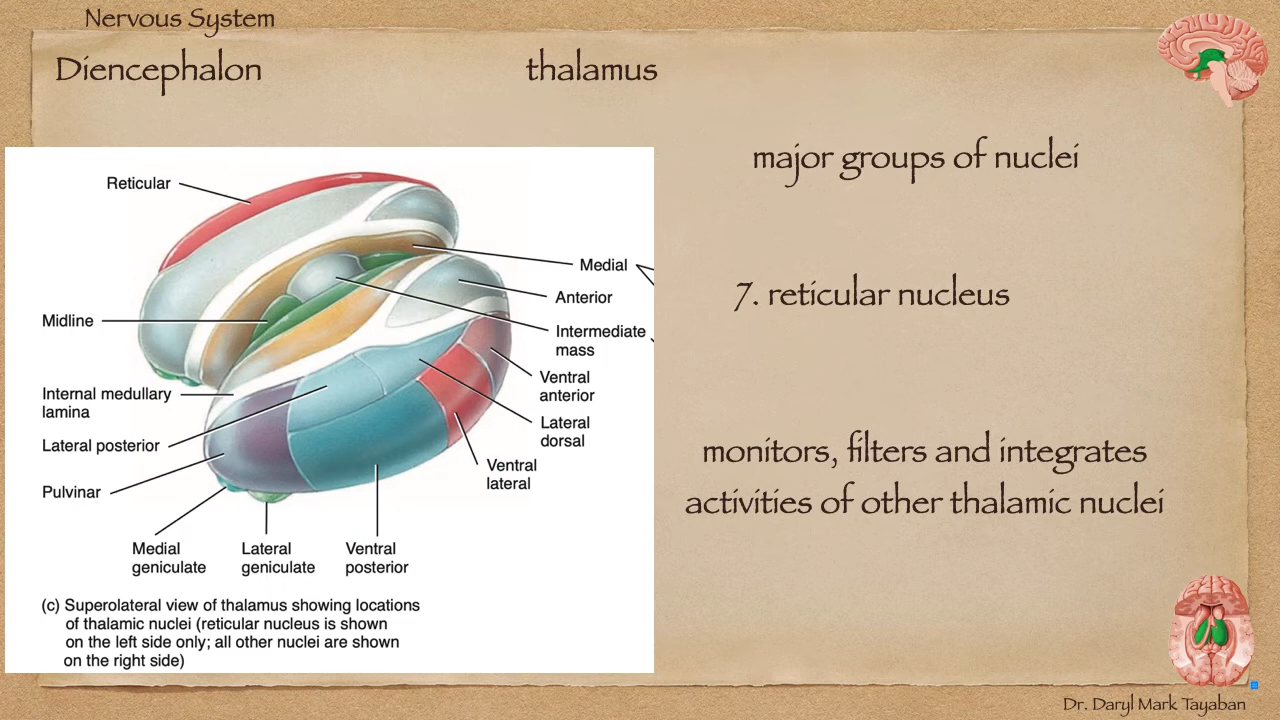 Nervous System
Diencephalon
thalamus
major groups of nuclei
7. reticular nucleus
monitors, filters and integrates
activities of other thalamic nuclei
Reticular
Medial
Anterior
Midline
Intermediate
mass
Ventral
anterior
Internal medullary
lamina
Lateral
dorsal
Lateral posterior
Ventral
lateral
Pulvinar
Medial
geniculate
Lateral
geniculate
Ventral
posterior
(c) Superolateral view of thalamus showing locations
of thalamic nuclei (reticular nucleus is shown
on the left side only; all other nuclei are shown
on the right side)
Dr. Daryl Mark Tayaban